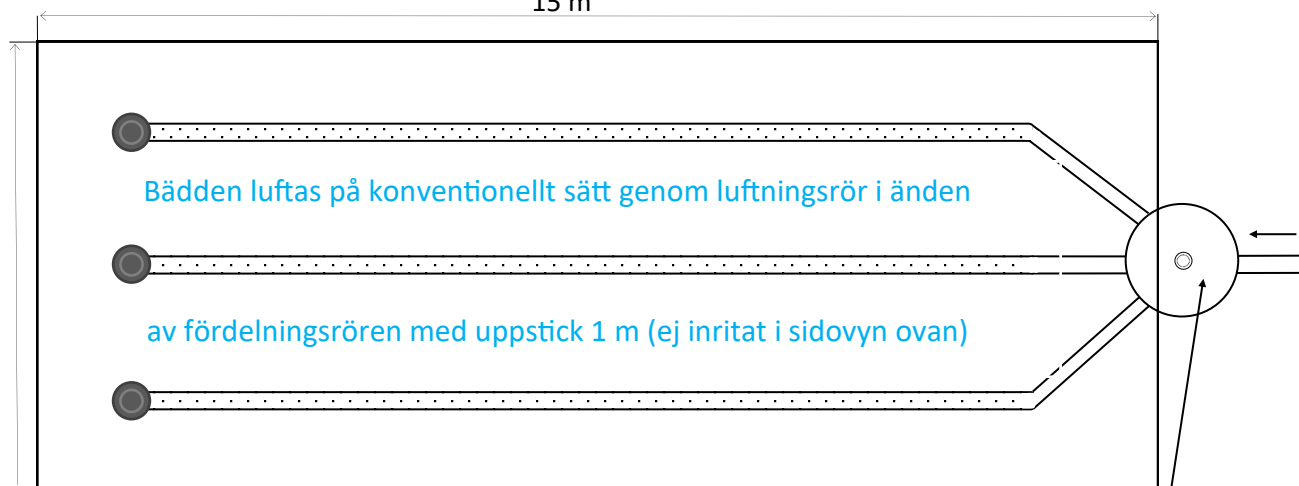 15 m
Bädden luftas på konventionellt sätt genom luftningsrör i änden
av fördelningsrören med uppstick 1 m (ej inritat i sidovyn ovan)